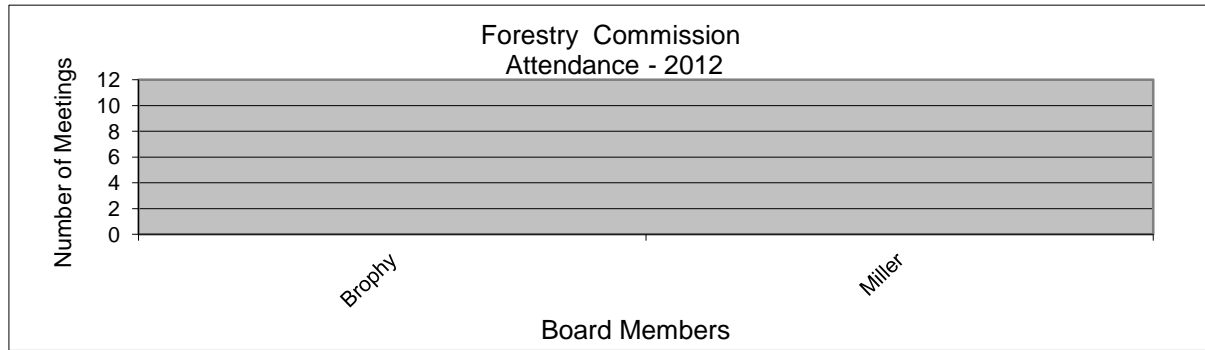 Forestry Commission
Attendance - 2012
Number of Meetings
12
10
8
6
4
2
0
Brophy
Miller
Board Members